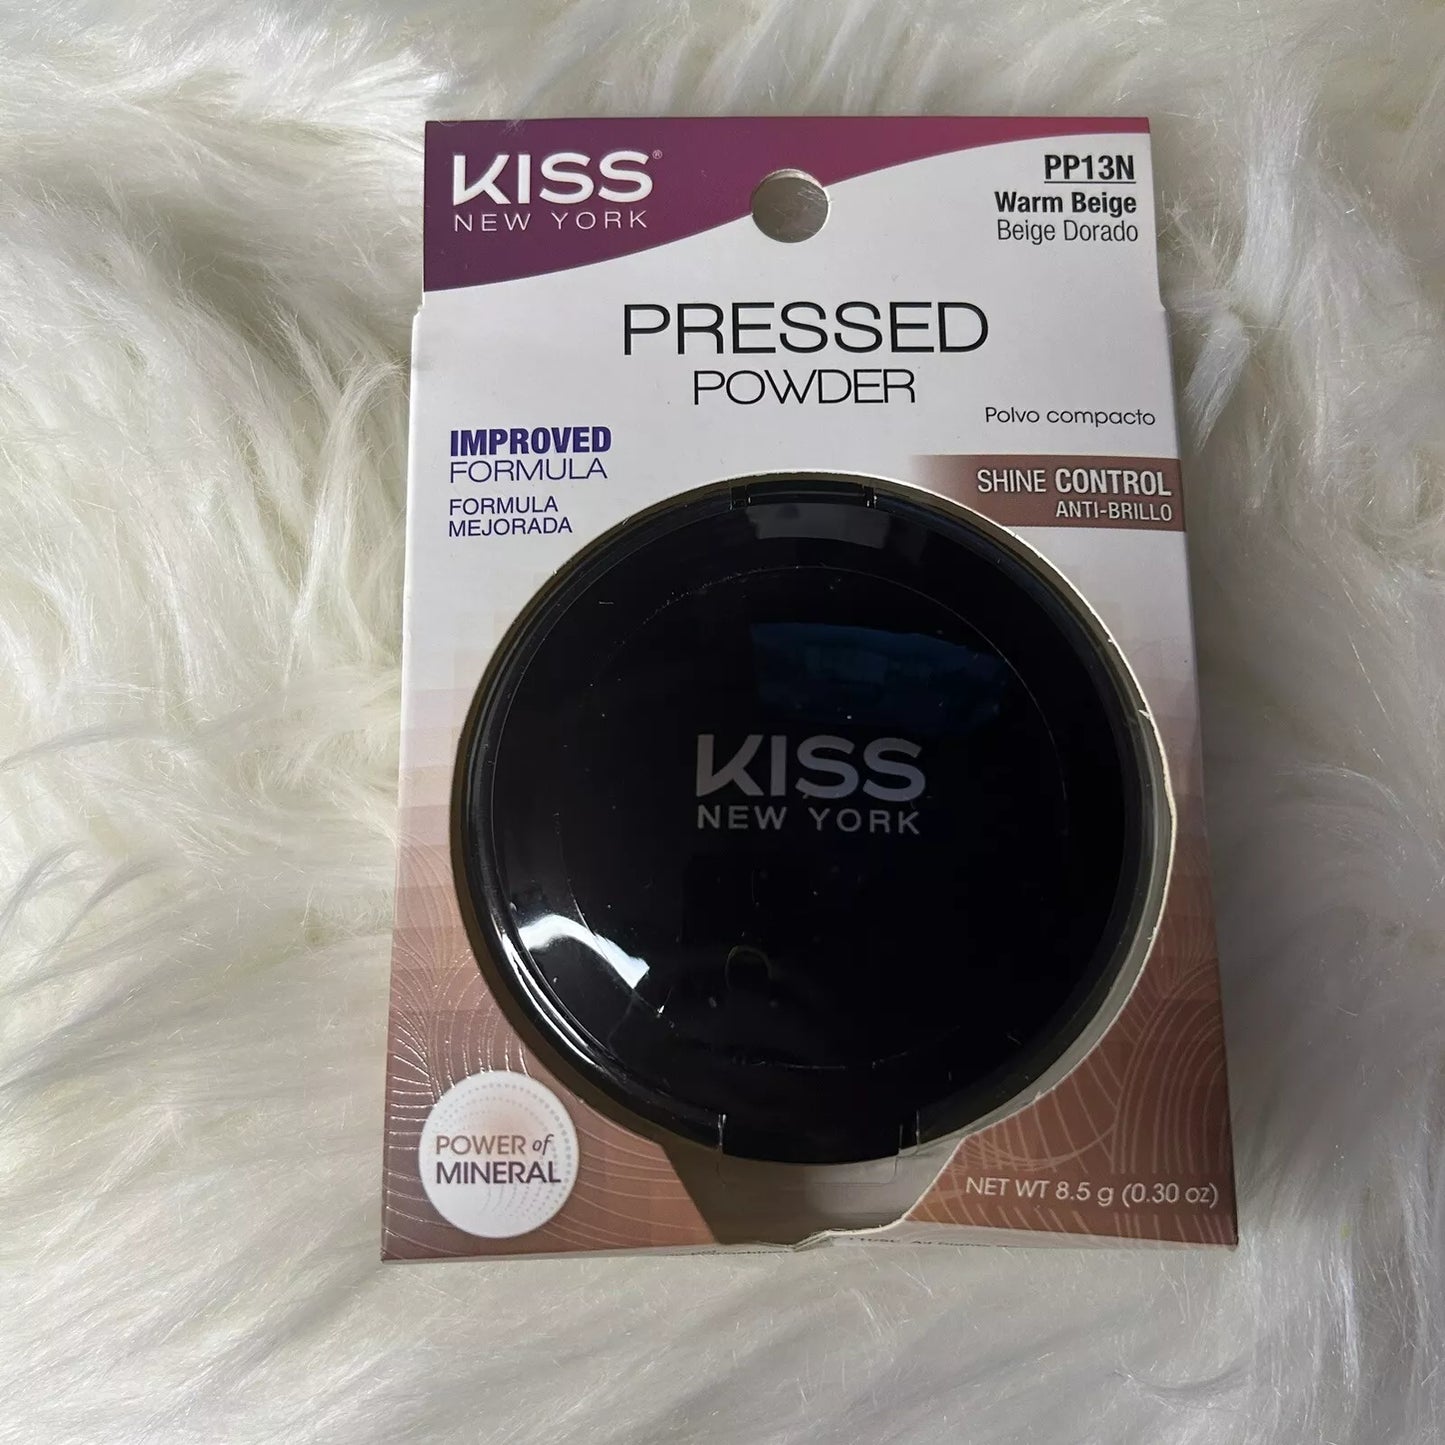 KISS®
NEW YORK
PP13N
Warm Beige
Beige Dorado
PRESSED
POWDER
Polvo compacto
IMPROVED
FORMULA
FORMULA
MEJORADA
SHINE CONTROL
ANTI-BRILLO
KISS
NEW YORK
POWER of
MINERAL
NET WT 8.5 g (0.30 oz)